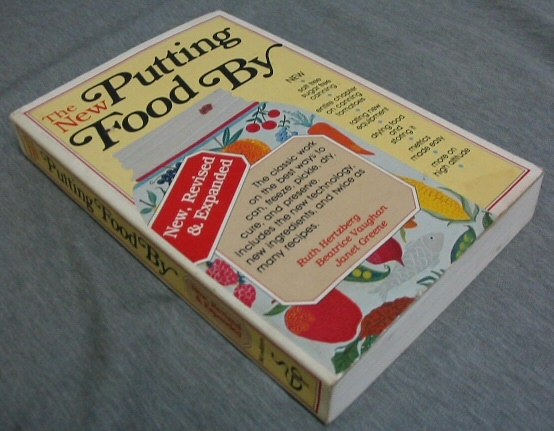 The New Putting
Food By
NEW
salt free
sugar free
canning
entire chapter
on canning
tomatoes
rating new
equipment
drying food
and
storing it
metrics
made easy
more on
high altitude
New, Revised
& Expanded
The classic work
on the best ways to
can, freeze, pickle, dry,
cure, and preserve.
Includes the new technology,
new ingredients, and twice as
many recipes.
Ruth Hertzberg
Beatrice Vaughan
Janet Greene
Putting Food By